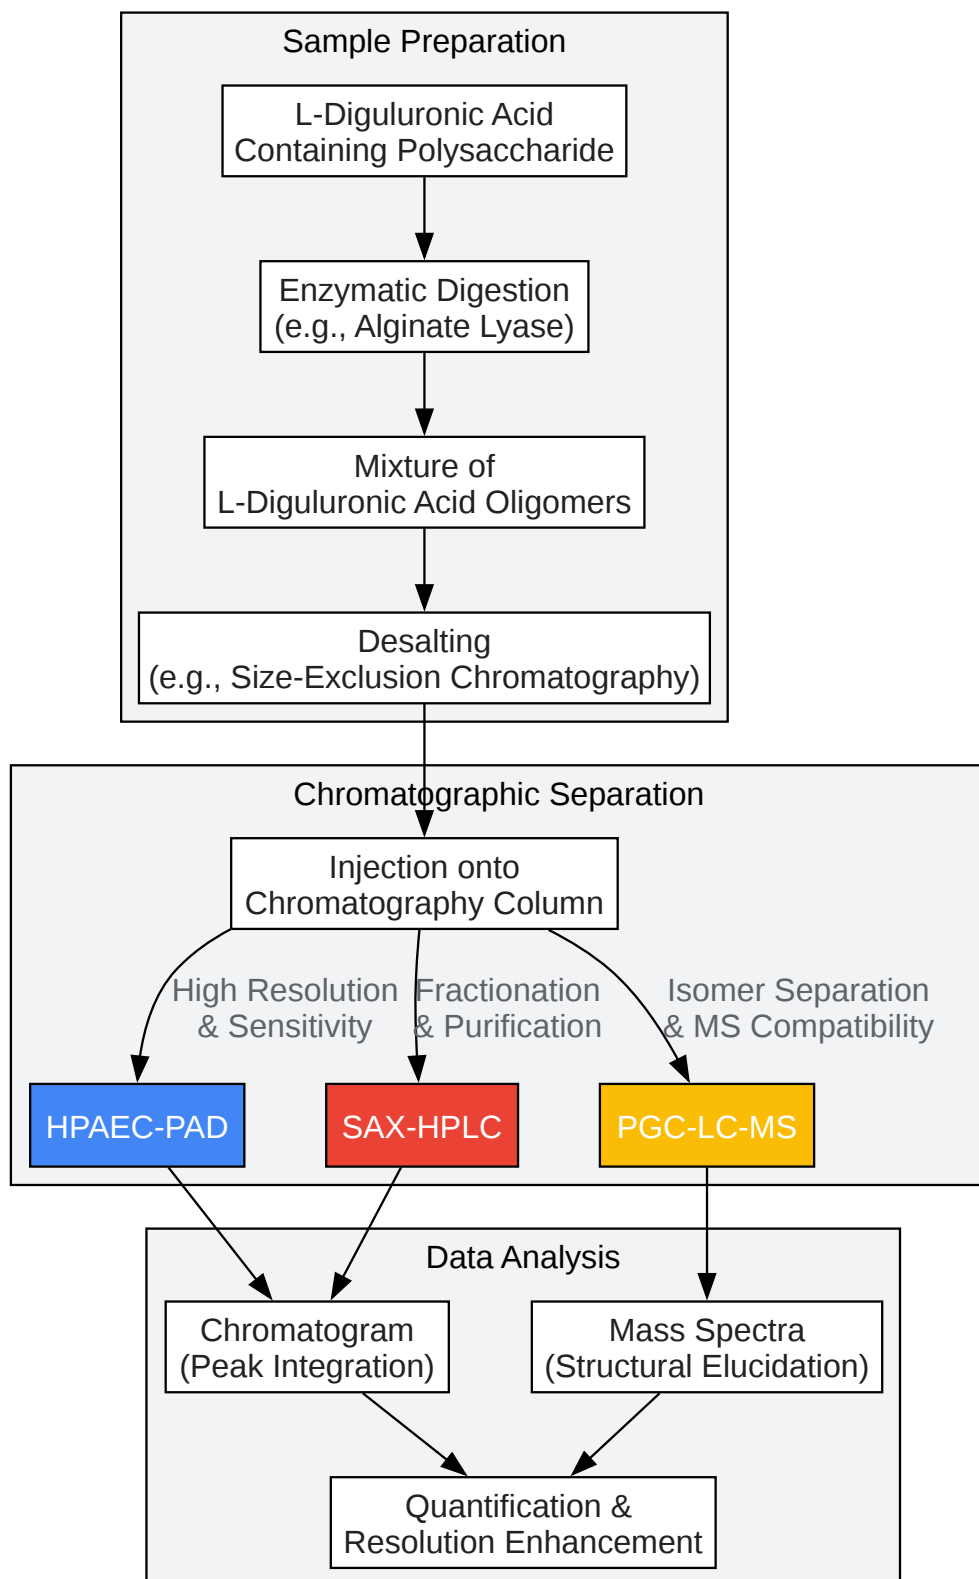 Sample Preparation
L-Diguluronic Acid
Containing Polysaccharide
Enzymatic Digestion
(e.g., Alginate Lyase)
Mixture of
L-Diguluronic Acid Oligomers
Desalting
(e.g., Size-Exclusion Chromatography)
Chromatographic Separation
Injection onto
Chromatography Column
High Resolution
& Sensitivity
Fractionation
& Purification
Isomer Separation
& MS Compatibility
HPAEC-PAD
SAX-HPLC
PGC-LC-MS
Data Analysis
Chromatogram
(Peak Integration)
Mass Spectra
(Structural Elucidation)
Quantification &
Resolution Enhancement